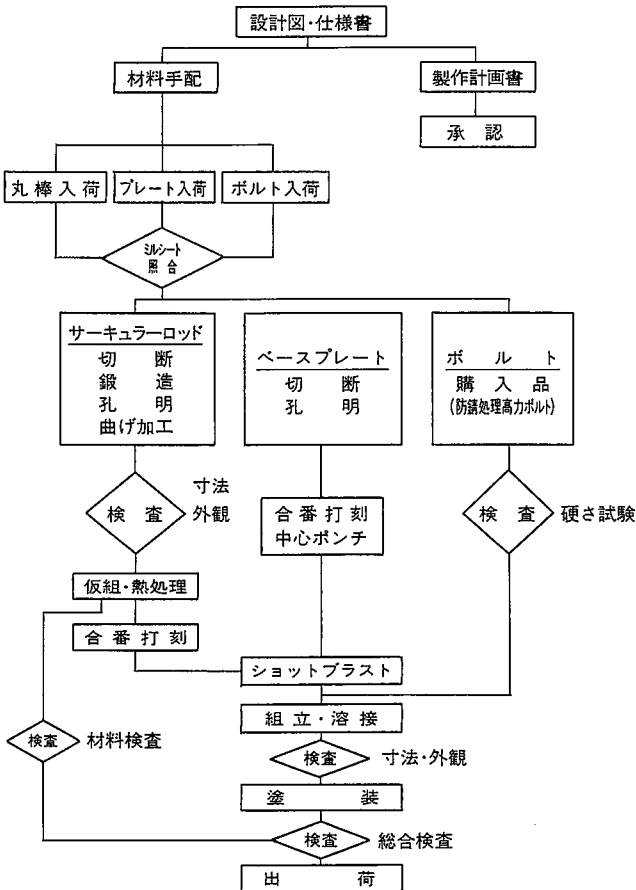 設計図・仕様書
材料手配
製作計画書
承認
丸棒入荷
プレート入荷
ボルト入荷
ミルシート
照合
サーキュラーロッド
切断
鍛造
孔明
曲げ加工
ベースプレート
切断
孔明
ボルト
購入品
(防錆処理高力ボルト)
検査
寸法
外観
合番打刻
中心ポンチ
検査
硬さ試験
仮組・熱処理
合番打刻
ショットブラスト
組立・溶接
検査
材料検査
検査
寸法・外観
塗装
検査
総合検査
出荷